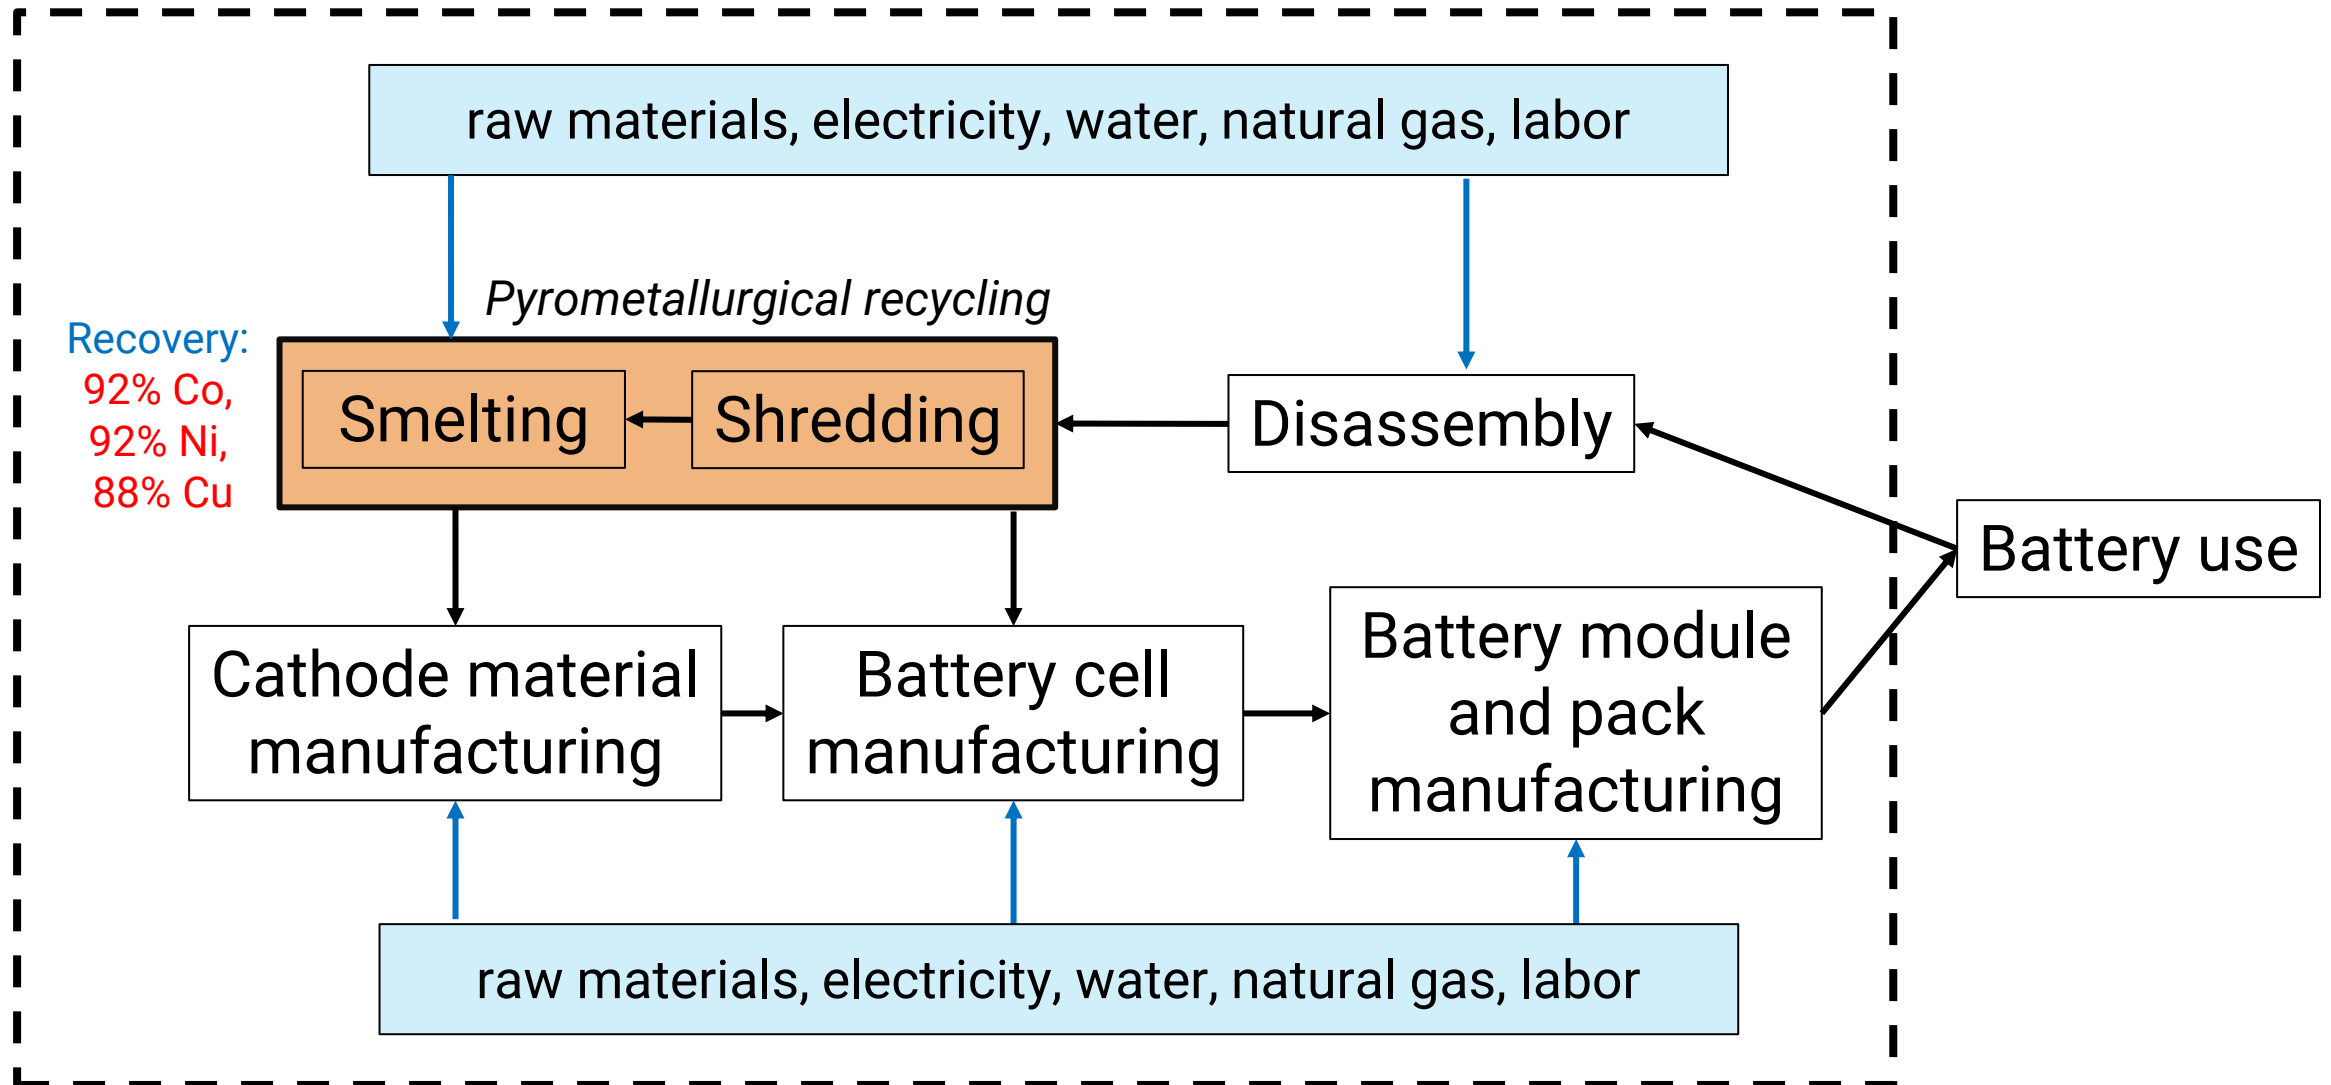 raw materials, electricity, water, natural gas, labor
Pyrometallurgical recycling
Recovery:
92% Co,
92% Ni,
88% Cu
Smelting
Shredding
Disassembly
Battery use
Cathode material
manufacturing
Battery cell
manufacturing
Battery module
and pack
manufacturing
raw materials, electricity, water, natural gas, labor